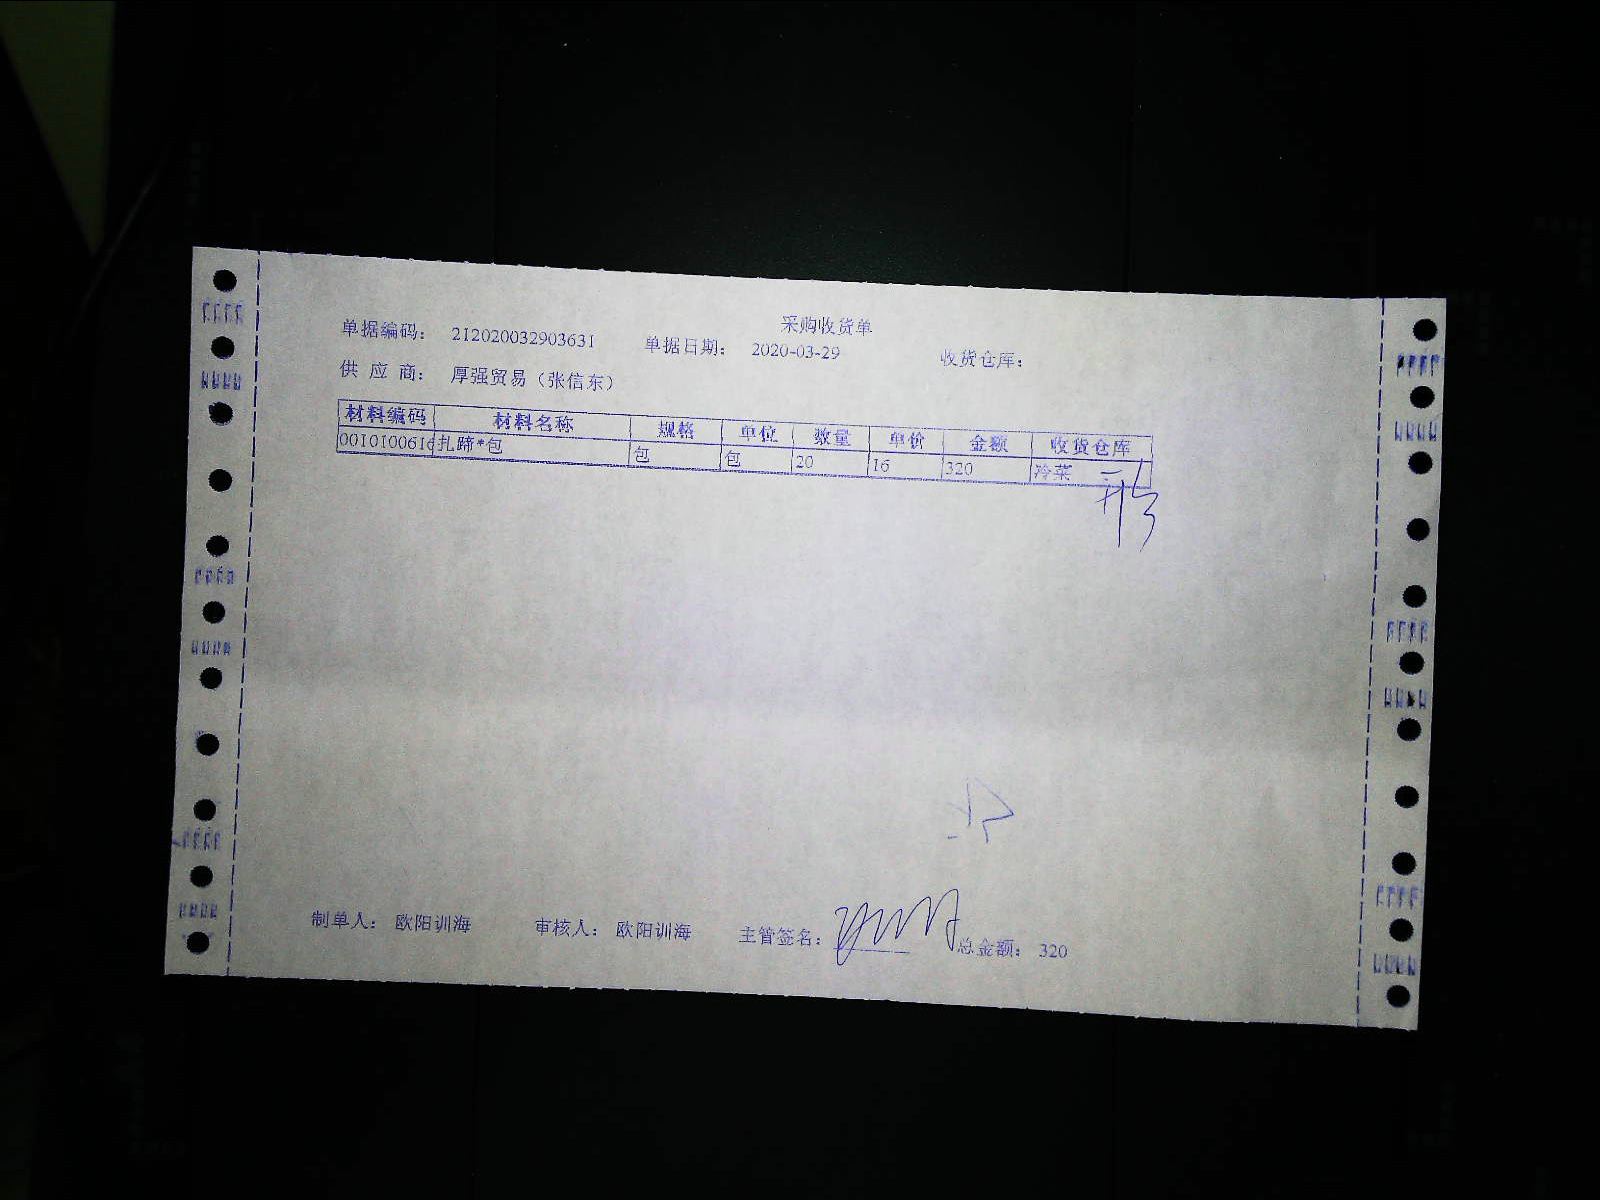 采购收货单
单据编码： 212020032903631 单据日期： 2020-03-29 收货仓库：
供 应 商： 厚强贸易（张信东）
材料编码 材料名称 规格 单位 数量 单价 金额 收货仓库
0010100616 扎蹄*包 包 包 20 16 320 冷菜
制单人： 欧阳训海 审核人： 欧阳训海 主管签名： 总金额： 320